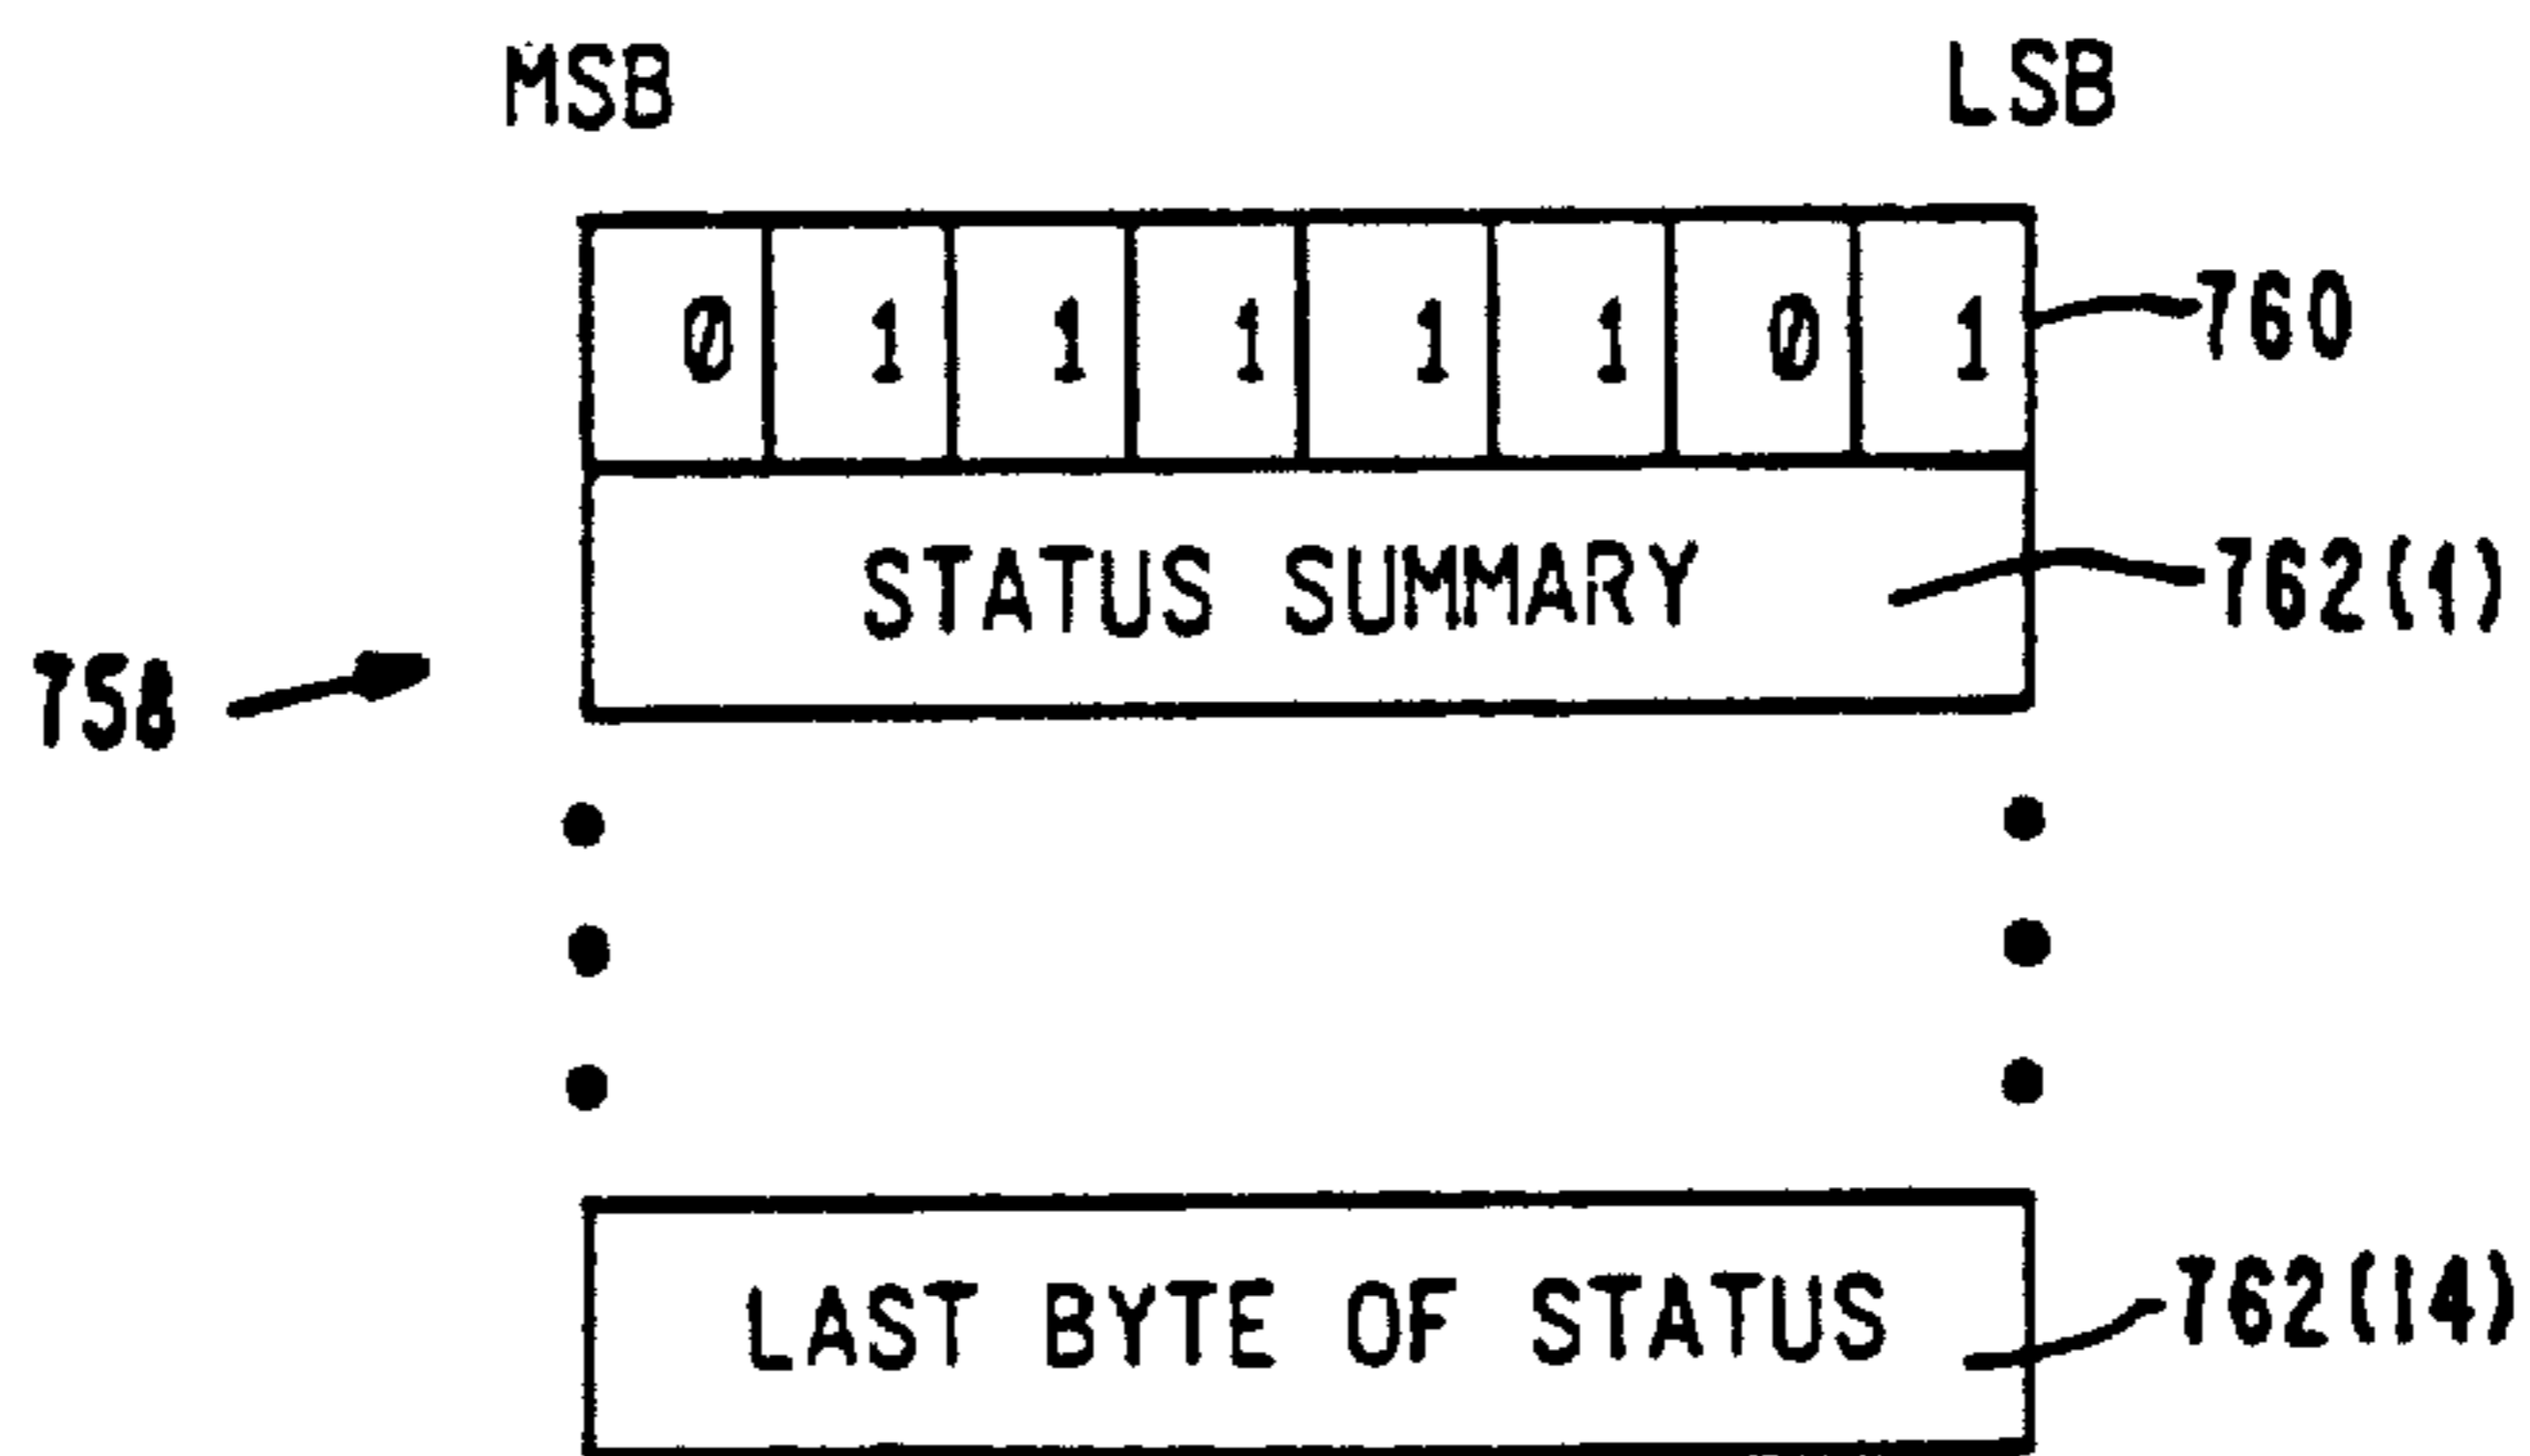 MSB LSB
0 1 1 1 1 1 0 1 760
STATUS SUMMARY 762(1)
758
LAST BYTE OF STATUS 762(14)